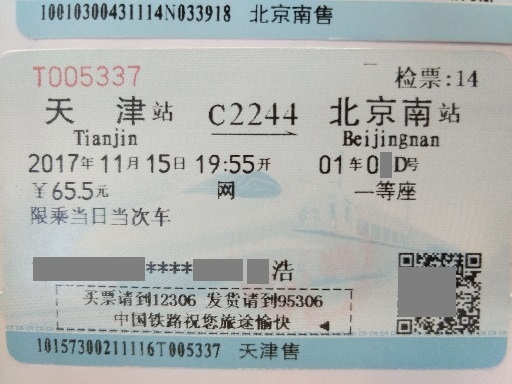 10010300431114N033918 北京南售
T005337 检票:14
天津站 C2244 北京南站
Tianjin Beijingnan
2017年11月15日 19:55开 01车0 D号
￥65.5元 网 一等座
限乘当日当次车
**** 浩
买票请到12306 发货请到95306
中国铁路祝您旅途愉快
10157300211116T005337 天津售